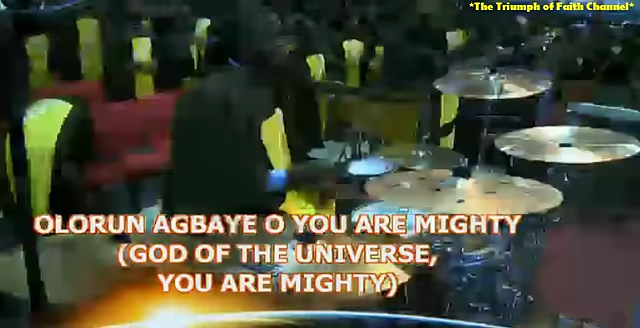 *The Triumph of Faith Channel*
OLORUN AGBAYE O YOU ARE MIGHTY
(GOD OF THE UNIVERSE,
YOU ARE MIGHTY)